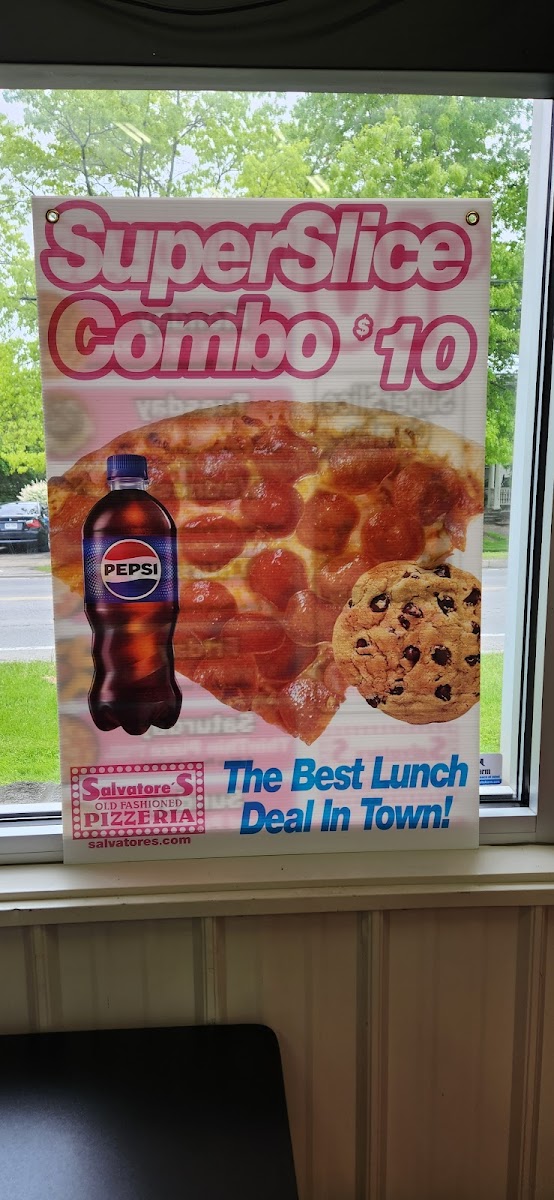 SuperSlice
Combo $10
PEPSI
Salvatore'S
OLD FASHIONED
PIZZERIA
salvatores.com
The Best Lunch
Deal In Town!